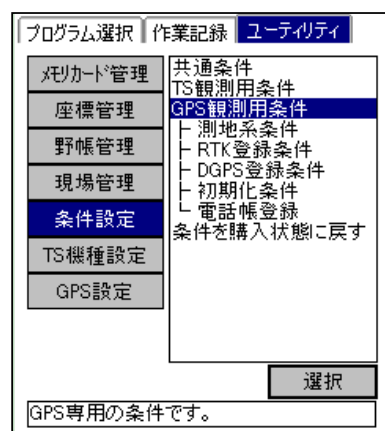 プログラム選択 作業記録 ユーティリティ
ﾒﾓﾘｶｰﾄﾞ管理
座標管理
野帳管理
現場管理
条件設定
TS機種設定
GPS設定
共通条件
TS観測用条件
GPS観測用条件
├ 測地系条件
├ RTK登録条件
├ DGPS登録条件
├ 初期化条件
└ 電話帳登録
条件を購入状態に戻す
選択
GPS専用の条件です。